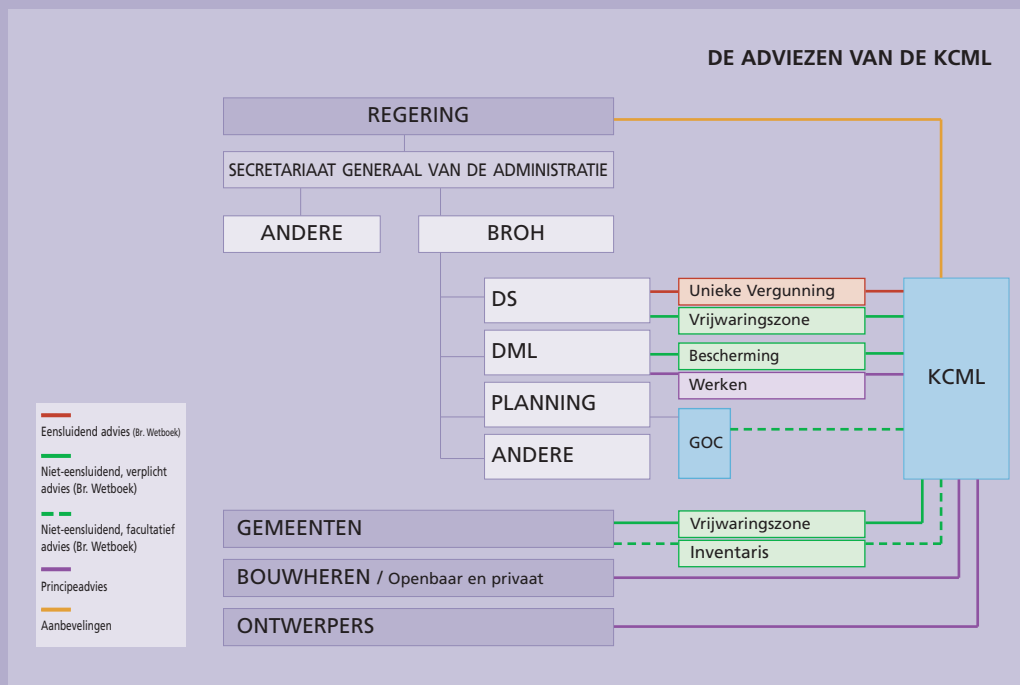 DE ADVIEZEN VAN DE KCML
REGERING
SECRETARIAAT GENERAAL VAN DE ADMINISTRATIE
ANDERE
BROH
DS
Unieke Vergunning
Vrijwaringszone
DML
Bescherming
Werken
KCML
PLANNING
GOC
ANDERE
Eensluidend advies (Br. Wetboek)
Niet-eensluidend, verplicht
advies (Br. Wetboek)
Niet-eensluidend, facultatief
advies (Br. Wetboek)
Principeadvies
Aanbevelingen
GEMEENTEN
Vrijwaringszone
Inventaris
BOUWHEREN / Openbaar en privaat
ONTWERPERS